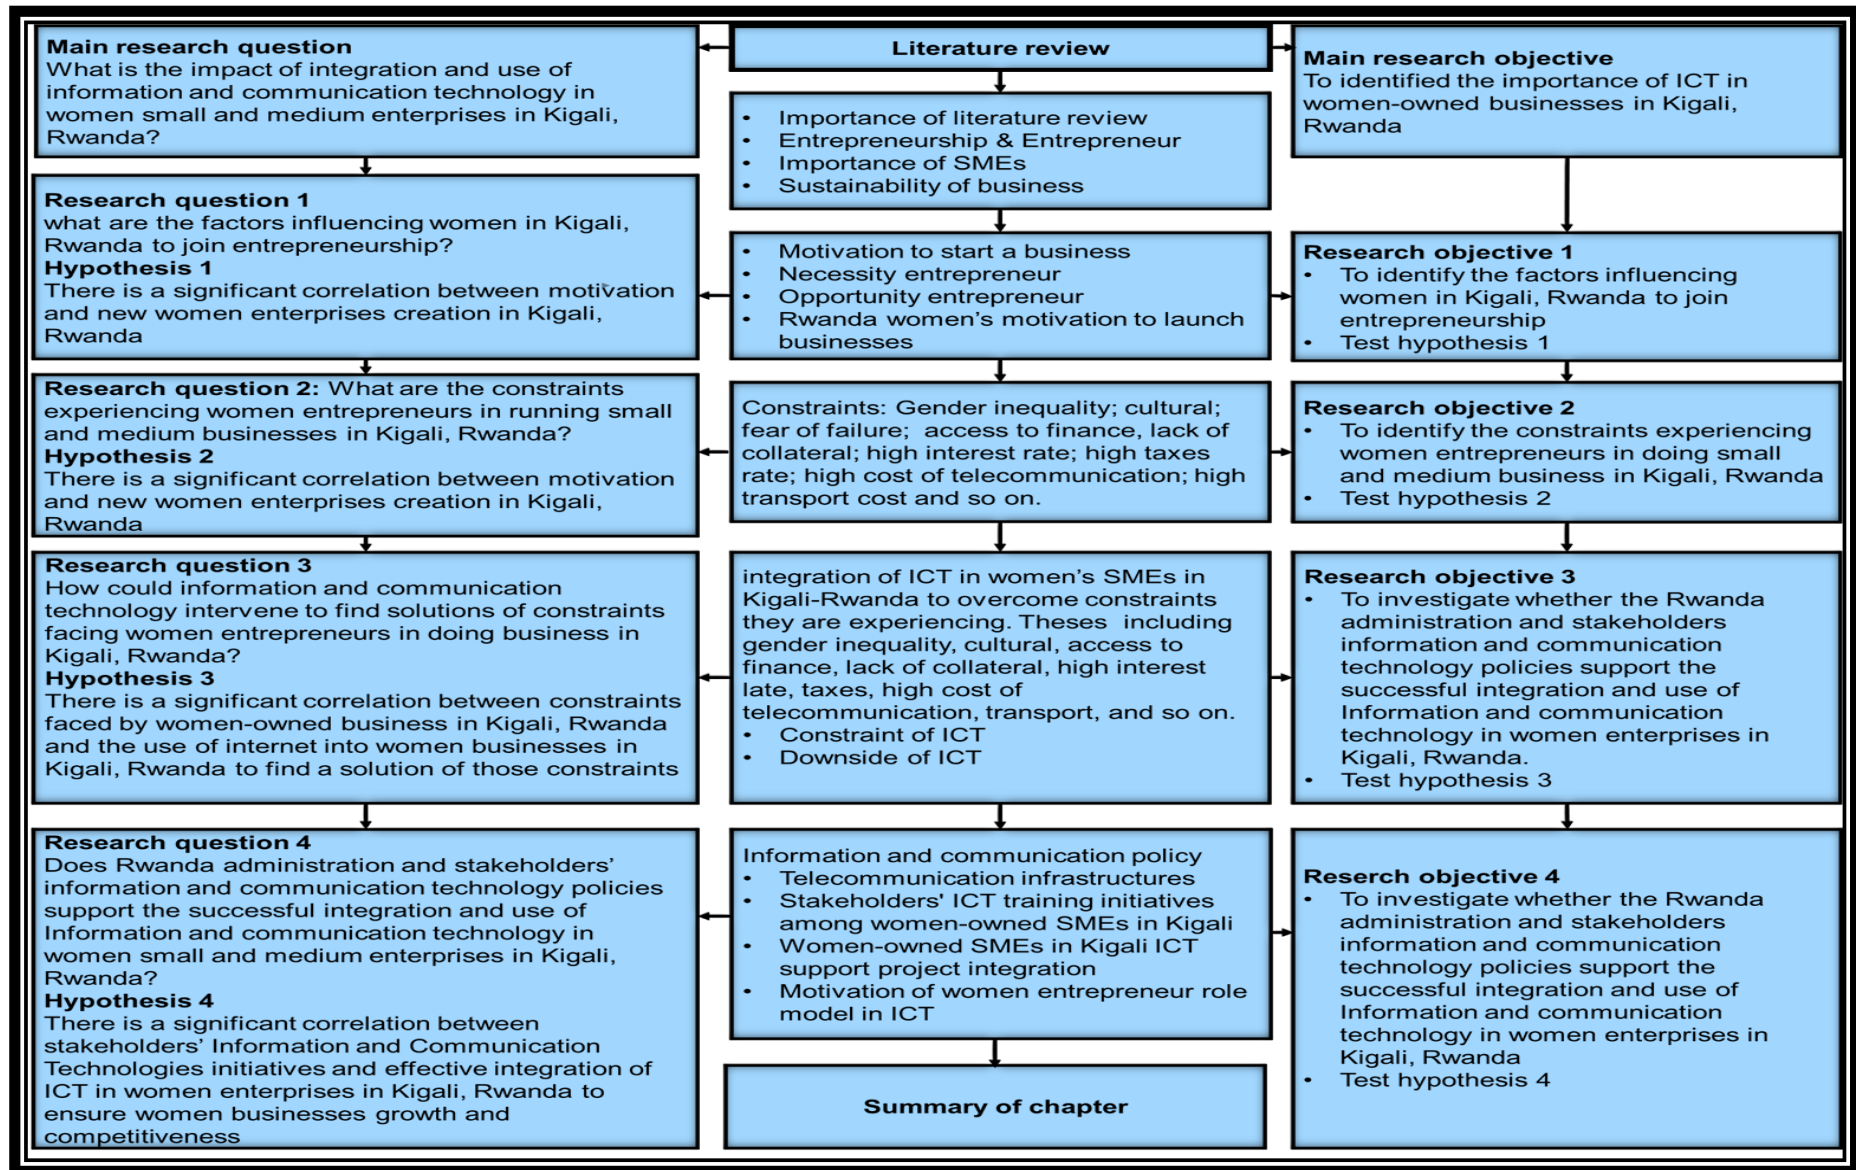 Main research question
What is the impact of integration and use of
information and communication technology in
women small and medium enterprises in Kigali,
Rwanda?
Research question 1
what are the factors influencing women in Kigali,
Rwanda to join entrepreneurship?
Hypothesis 1
There is a significant correlation between motivation
and new women enterprises creation in Kigali,
Rwanda
Research question 2: What are the constraints
experiencing women entrepreneurs in running small
and medium businesses in Kigali, Rwanda?
Hypothesis 2
There is a significant correlation between motivation
and new women enterprises creation in Kigali,
Rwanda
Research question 3
How could information and communication
technology intervene to find solutions of constraints
facing women entrepreneurs in doing business in
Kigali, Rwanda?
Hypothesis 3
There is a significant correlation between constraints
faced by women-owned business in Kigali, Rwanda
and the use of internet into women businesses in
Kigali, Rwanda to find a solution of those constraints
Research question 4
Does Rwanda administration and stakeholders'
information and communication technology policies
support the successful integration and use of
Information and communication technology in
women small and medium enterprises in Kigali,
Rwanda?
Hypothesis 4
There is a significant correlation between
stakeholders' Information and Communication
Technologies initiatives and effective integration of
ICT in women enterprises in Kigali, Rwanda to
ensure women businesses growth and
competitiveness
Literature review
• Importance of literature review
• Entrepreneurship & Entrepreneur
• Importance of SMEs
• Sustainability of business
• Motivation to start a business
• Necessity entrepreneur
• Opportunity entrepreneur
• Rwanda women's motivation to launch
businesses
Constraints: Gender inequality; cultural;
fear of failure; access to finance, lack of
collateral; high interest rate; high taxes
rate; high cost of telecommunication; high
transport cost and so on.
integration of ICT in women's SMEs in
Kigali-Rwanda to overcome constraints
they are experiencing. Theses including
gender inequality, cultural, access to
finance, lack of collateral, high interest
late, taxes, high cost of
telecommunication, transport, and so on.
• Constraint of ICT
• Downside of ICT
Information and communication policy
• Telecommunication infrastructures
• Stakeholders' ICT training initiatives
among women-owned SMEs in Kigali
• Women-owned SMEs in Kigali ICT
support project integration
• Motivation of women entrepreneur role
model in ICT
Summary of chapter
Main research objective
To identified the importance of ICT in
women-owned businesses in Kigali,
Rwanda
Research objective 1
• To identify the factors influencing
women in Kigali, Rwanda to join
entrepreneurship
• Test hypothesis 1
Research objective 2
• To identify the constraints experiencing
women entrepreneurs in doing small
and medium business in Kigali, Rwanda
• Test hypothesis 2
Research objective 3
• To investigate whether the Rwanda
administration and stakeholders
information and communication
technology policies support the
successful integration and use of
Information and communication
technology in women enterprises in
Kigali, Rwanda.
• Test hypothesis 3
Reserch objective 4
• To investigate whether the Rwanda
administration and stakeholders
information and communication
technology policies support the
successful integration and use of
Information and communication
technology in women enterprises in
Kigali, Rwanda
• Test hypothesis 4